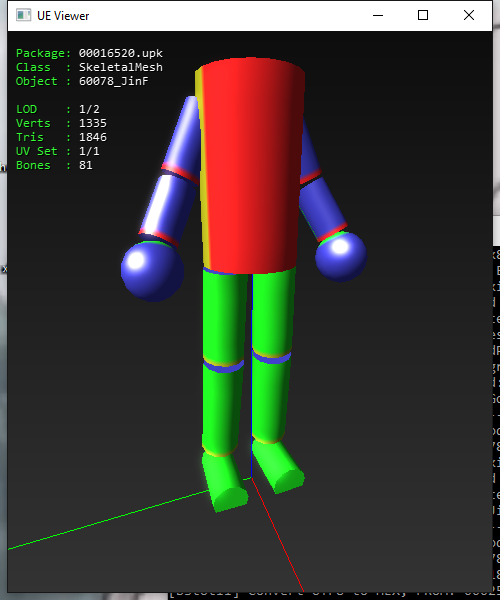 UE Viewer
Package: 00016520.upk
Class : SkeletalMesh
Object : 60078_JinF
LOD : 1/2
Verts : 1335
Tris : 1846
UV Set : 1/1
Bones : 81